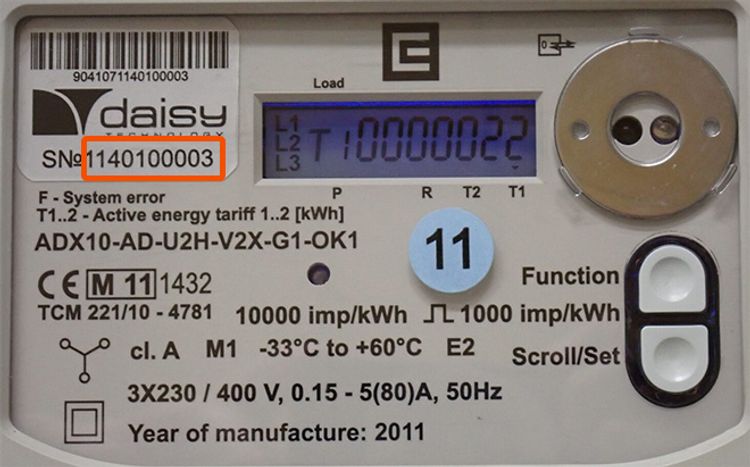 9041071140100003
daisy
TECHNOLOGY
SN№1140100003
Load
L1
L2
L3
T1 0000022
P R T2 T1
F - System error
T1..2 - Active energy tariff 1..2 [kWh]
ADX10-AD-U2H-V2X-G1-OK1
11
CE M 11 1432
TCM 221/10 - 4781
10000 imp/kWh 1000 imp/kWh
Function
Scroll/Set
cl. A M1 -33°C to +60°C E2
3X230 / 400 V, 0.15 - 5(80)A, 50Hz
Year of manufacture: 2011